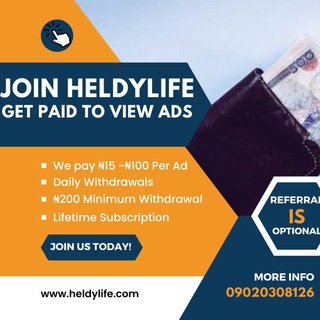 JOIN HELDYLIFE
GET PAID TO VIEW ADS
We pay ₦15 -₦100 Per Ad
Daily Withdrawals
₦200 Minimum Withdrawal
Lifetime Subscription
JOIN US TODAY!
REFERRAL
IS
OPTIONAL
MORE INFO
www.heldylife.com
09020308126